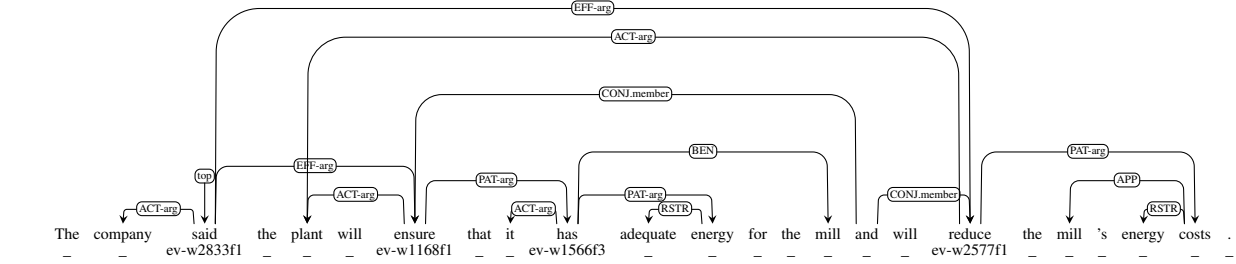 EFF-arg
ACT-arg
CONJ.member
BEN PAT-arg
top EFF-arg PAT-arg APP
ACT-arg PAT-arg CONJ.member
ACT-arg ACT-arg RSTR RSTR
The company said the plant will ensure that it has adequate energy for the mill and will reduce the mill 's energy costs .
_ _ ev-w2833f1 _ _ _ ev-w1168f1 _ _ ev-w1566f3 _ _ _ _ _ _ _ ev-w2577f1 _ _ _ _ _ _